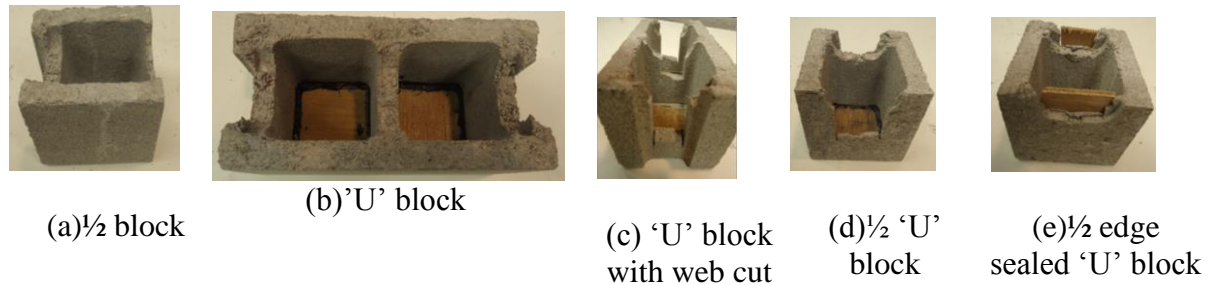 (a)½ block
(b)’U’ block
(c) ‘U’ block
with web cut
(d)½ ‘U’
block
(e)½ edge
sealed ‘U’ block